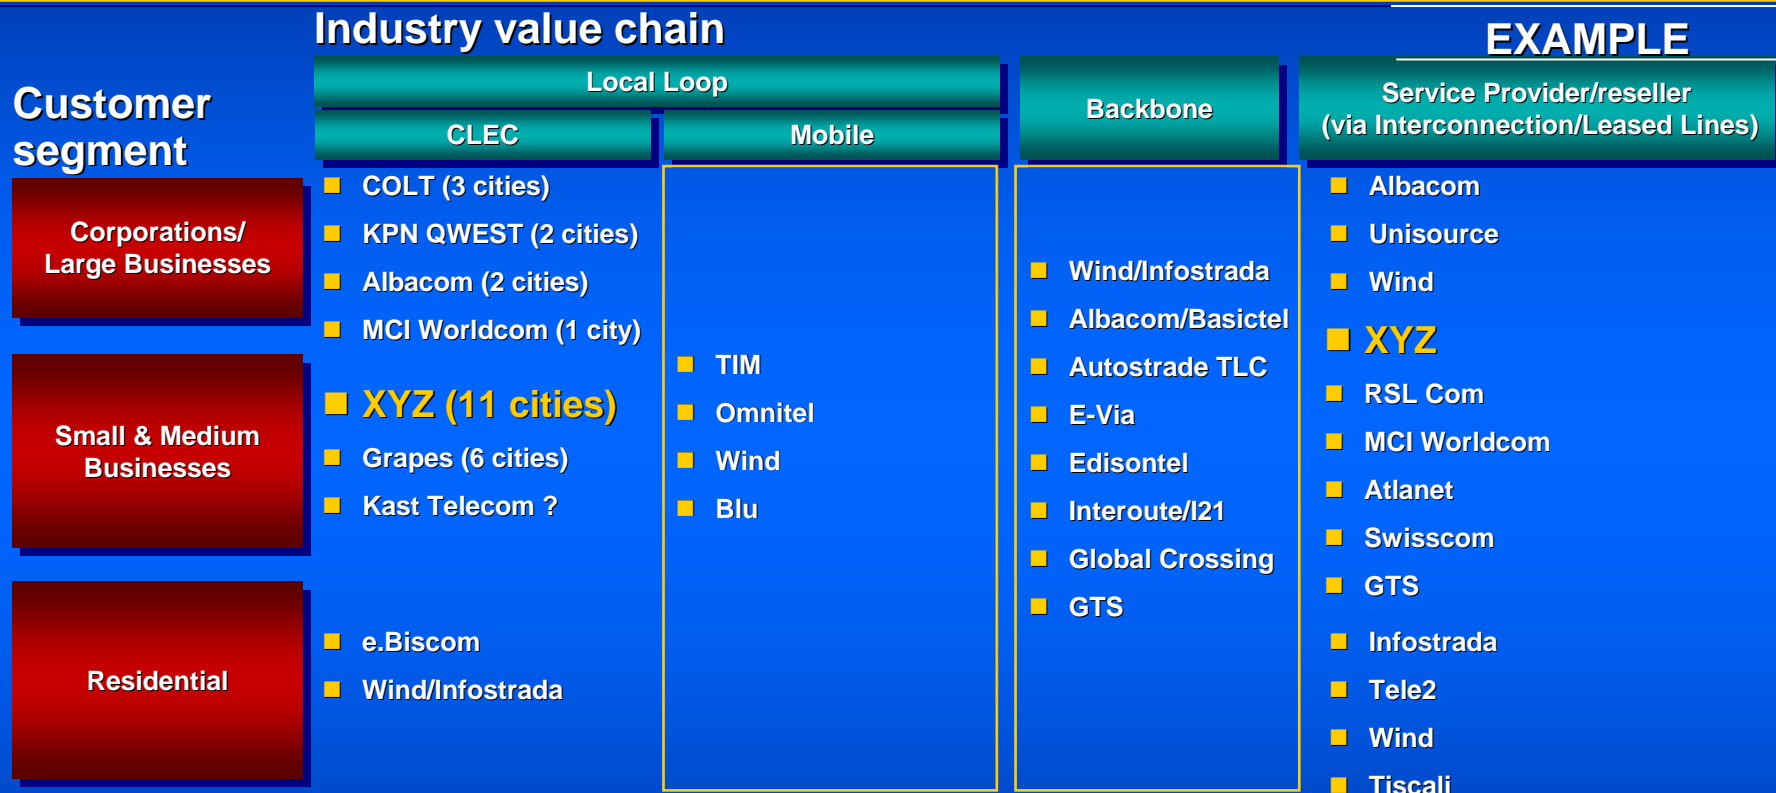 Industry value chain
EXAMPLE
Customer
segment
Local Loop
CLEC
Mobile
Backbone
Service Provider/reseller
(via Interconnection/Leased Lines)
Corporations/
Large Businesses
COLT (3 cities)
KPN QWEST (2 cities)
Albacom (2 cities)
MCI Worldcom (1 city)
Small & Medium
Businesses
XYZ (11 cities)
Grapes (6 cities)
Kast Telecom ?
Residential
e.Biscom
Wind/Infostrada
TIM
Omnitel
Wind
Blu
Wind/Infostrada
Albacom/Basictel
Autostrade TLC
E-Via
Edisontel
Interoute/I21
Global Crossing
GTS
Albacom
Unisource
Wind
XYZ
RSL Com
MCI Worldcom
Atlanet
Swisscom
GTS
Infostrada
Tele2
Wind
Tiscali